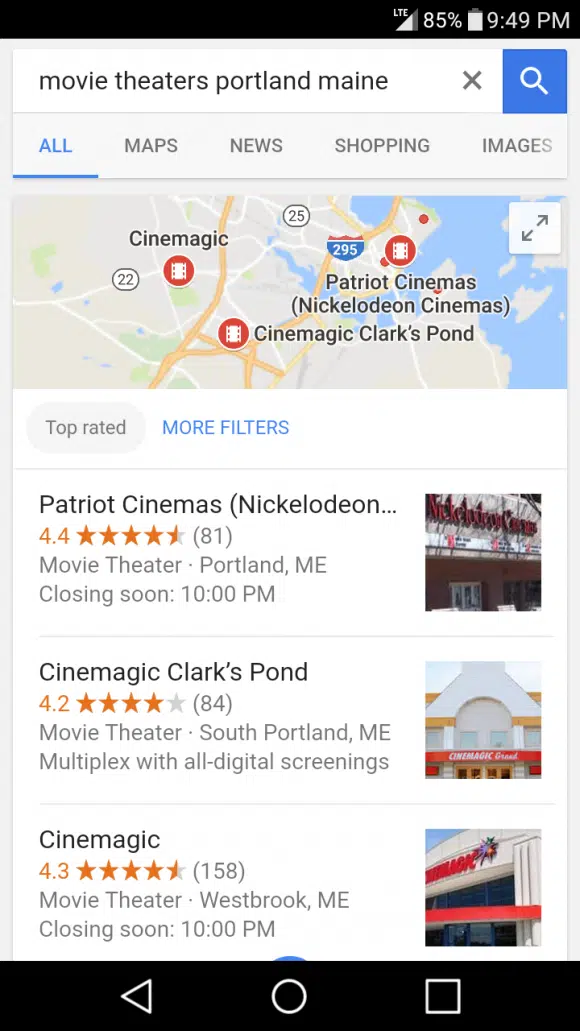 LTE 85% 9:49 PM
movie theaters portland maine
ALL MAPS NEWS SHOPPING IMAGES
25
Cinemagic
295
22
Patriot Cinemas
(Nickelodeon Cinemas)
Cinemagic Clark’s Pond
Top rated MORE FILTERS
Patriot Cinemas (Nickelodeon...
4.4 (81)
Movie Theater · Portland, ME
Closing soon: 10:00 PM
Nickelodeon Cinemas
Cinemagic Clark’s Pond
4.2 (84)
Movie Theater · South Portland, ME
Multiplex with all-digital screenings
CINEMAGIC Grand
Cinemagic
4.3 (158)
Movie Theater · Westbrook, ME
Closing soon: 10:00 PM
CINEMAGIC